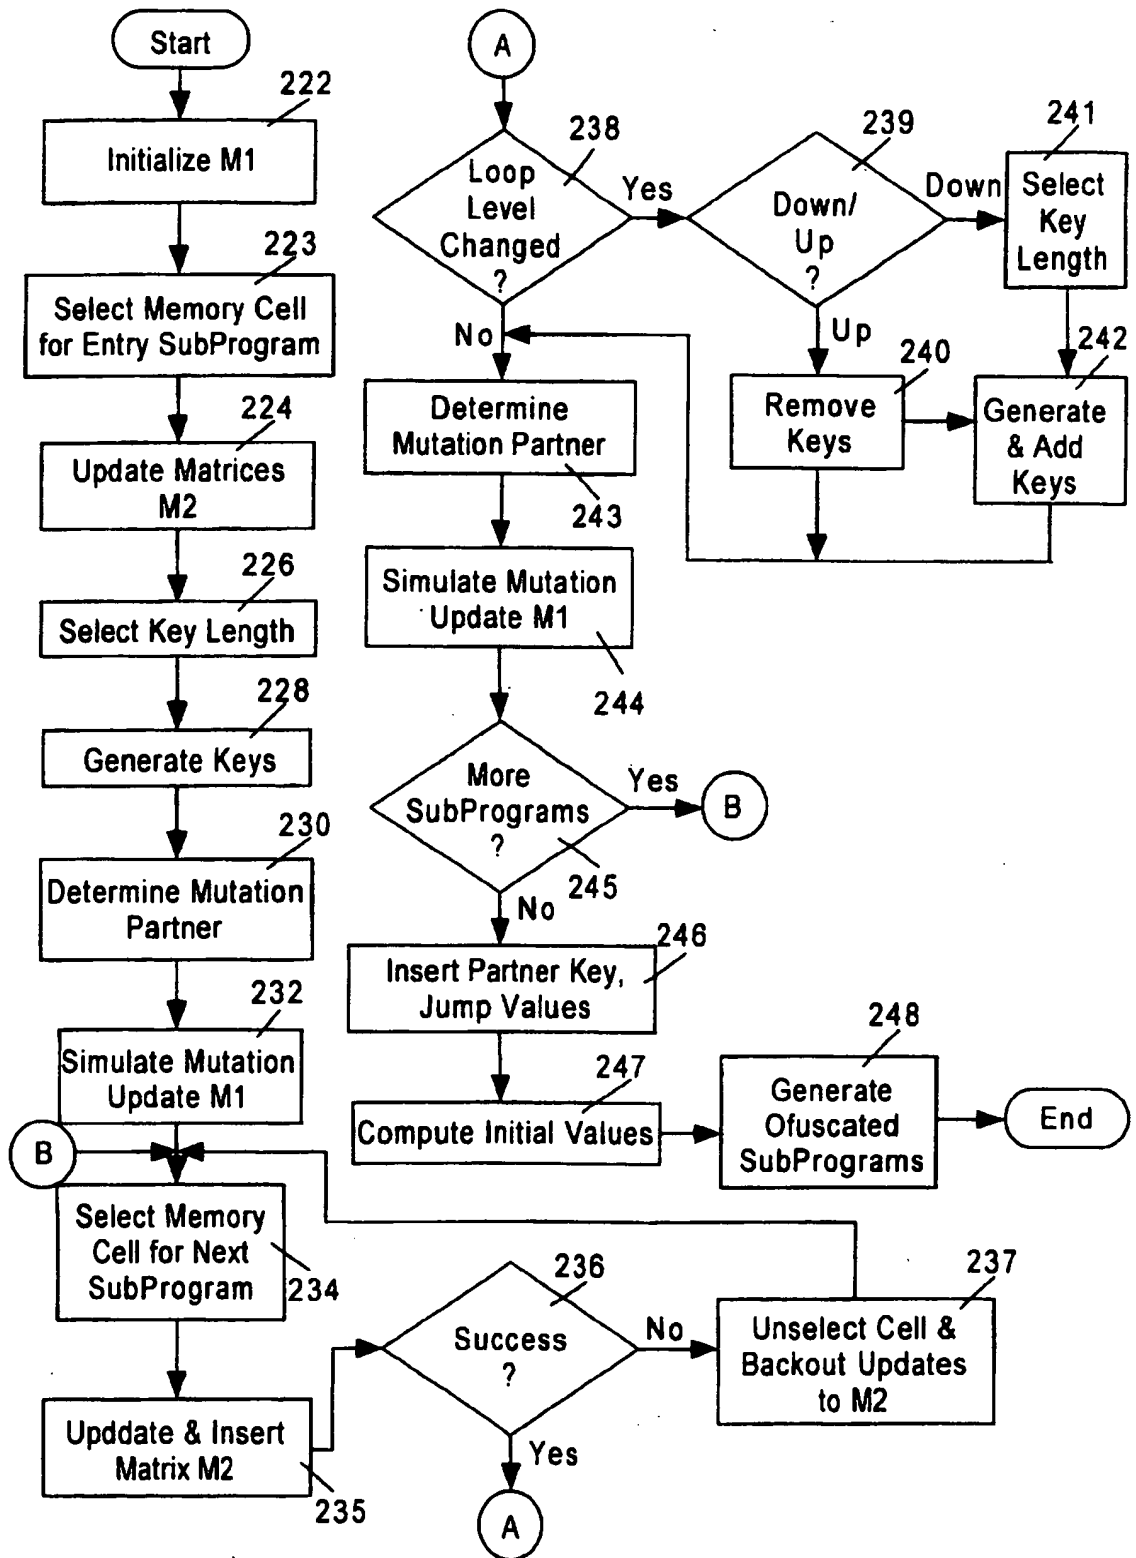 Start
222
Initialize M1
223
Select Memory Cell
for Entry SubProgram
224
Update Matrices
M2
226
Select Key Length
228
Generate Keys
230
Determine Mutation
Partner
232
Simulate Mutation
Update M1
B
Select Memory
Cell for Next
SubProgram
234
Upddate & Insert
Matrix M2
235
236
Success
?
No
Yes
A
237
Unselect Cell &
Backout Updates
to M2
A
238
Loop
Level
Changed
?
Yes
No
239
Down/
Up
?
Down
Up
241
Select
Key
Length
240
Remove
Keys
242
Generate
& Add
Keys
Determine
Mutation Partner
243
Simulate Mutation
Update M1
244
More
SubPrograms
?
Yes
B
245
No
246
Insert Partner Key,
Jump Values
247
Compute Initial Values
248
Generate
Ofuscated
SubPrograms
End